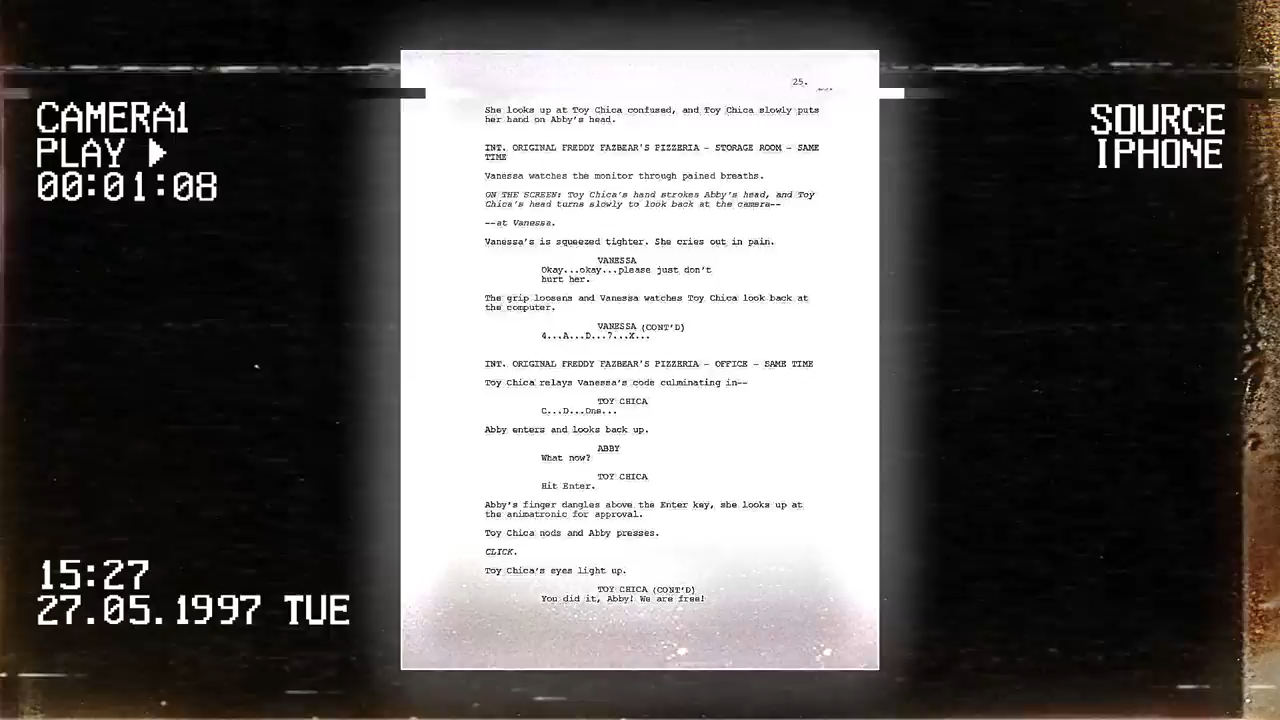 CAMERA1
PLAY
00:01:08
SOURCE
IPHONE
25.
She looks up at Toy Chica confused, and Toy Chica slowly puts
her hand on Abby's head.
INT. ORIGINAL FREDDY FAZBEAR'S PIZZERIA – STORAGE ROOM – SAME
TIME
Vanessa watches the monitor through pained breaths.
ON THE SCREEN: Toy Chica's hand strokes Abby's head, and Toy
Chica's head turns slowly to look back at the camera--
--at Vanessa.
Vanessa's is squeezed tighter. She cries out in pain.
VANESSA
Okay...okay...please just don't
hurt her.
The grip loosens and Vanessa watches Toy Chica look back at
the computer.
VANESSA (CONT'D)
4...A...D...7...X...
INT. ORIGINAL FREDDY FAZBEAR'S PIZZERIA – OFFICE – SAME TIME
Toy Chica relays Vanessa's code culminating in--
TOY CHICA
C...D...One...
Abby enters and looks back up.
ABBY
What now?
TOY CHICA
Hit Enter.
Abby's finger dangles above the Enter key, she looks up at
the animatronic for approval.
Toy Chica nods and Abby presses.
CLICK.
Toy Chica's eyes light up.
TOY CHICA (CONT'D)
You did it, Abby! We are free!
15:27
27.05.1997 TUE